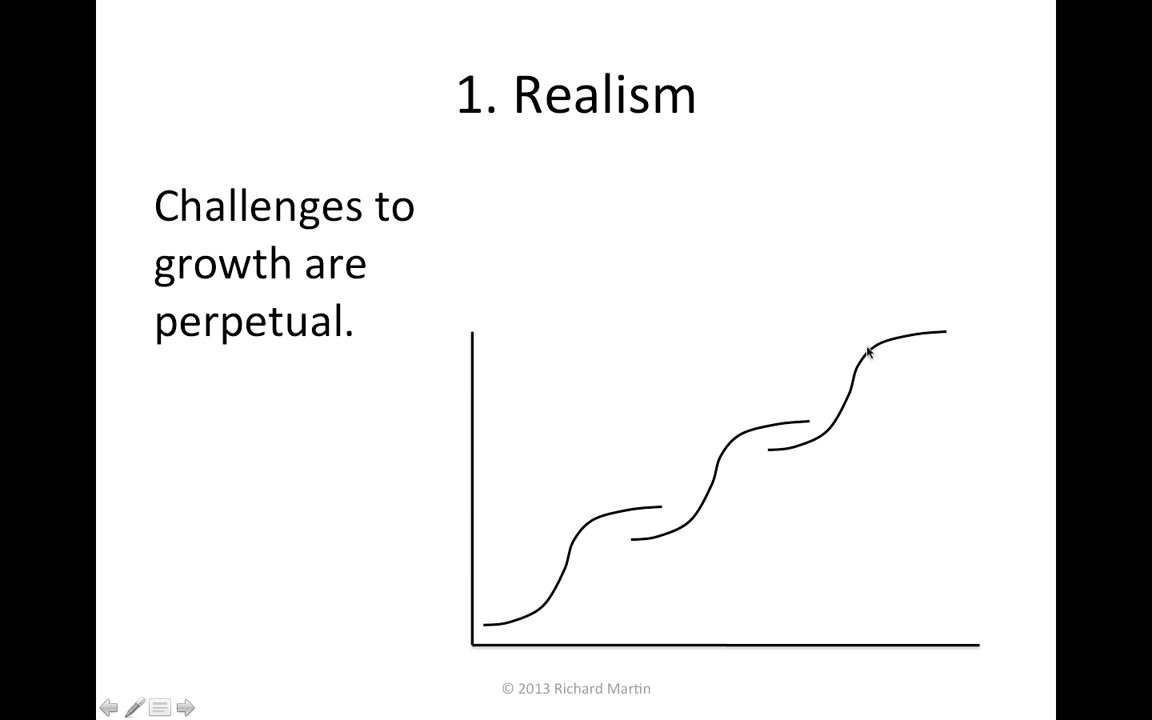 1. Realism
Challenges to
growth are
perpetual.
© 2013 Richard Martin